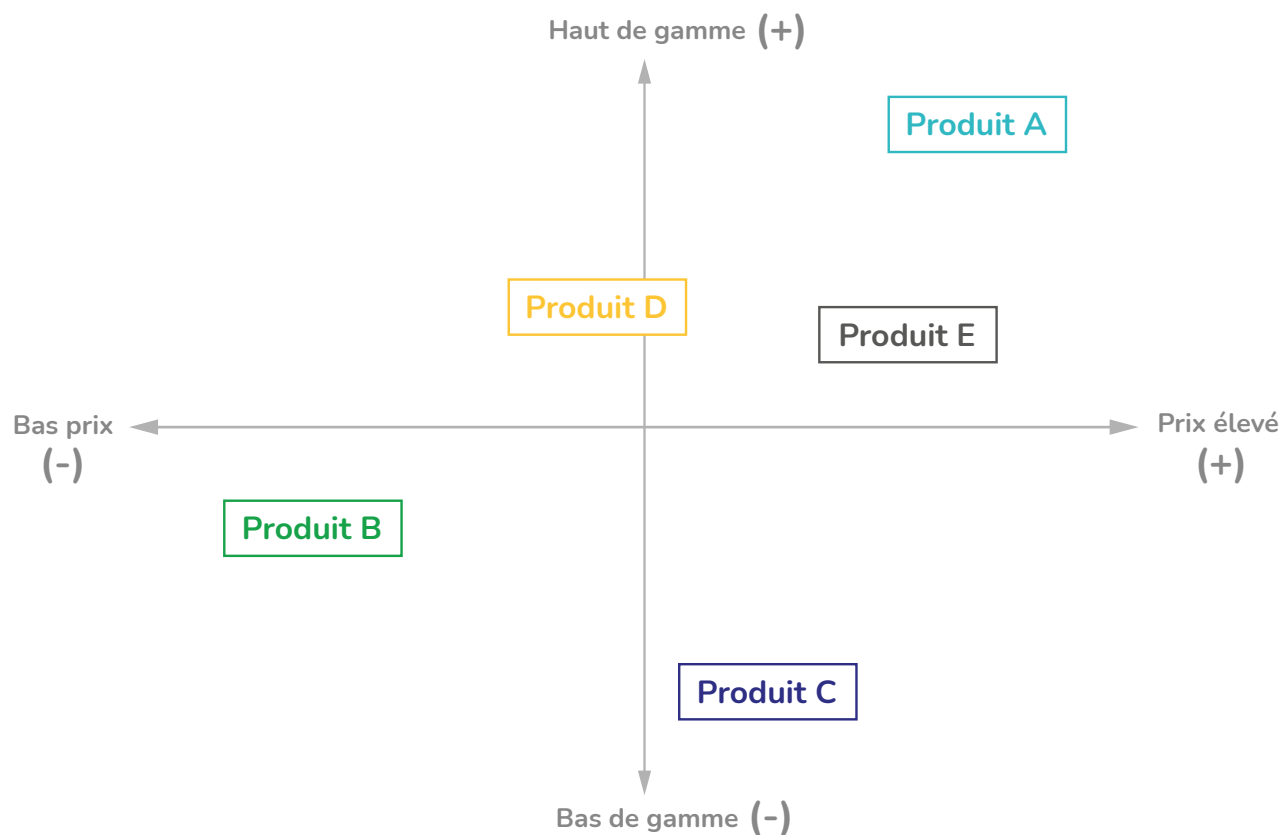 Haut de gamme (+)
Produit A
Produit D
Produit E
Bas prix
(-)
Prix élevé
(+)
Produit B
Produit C
Bas de gamme (-)